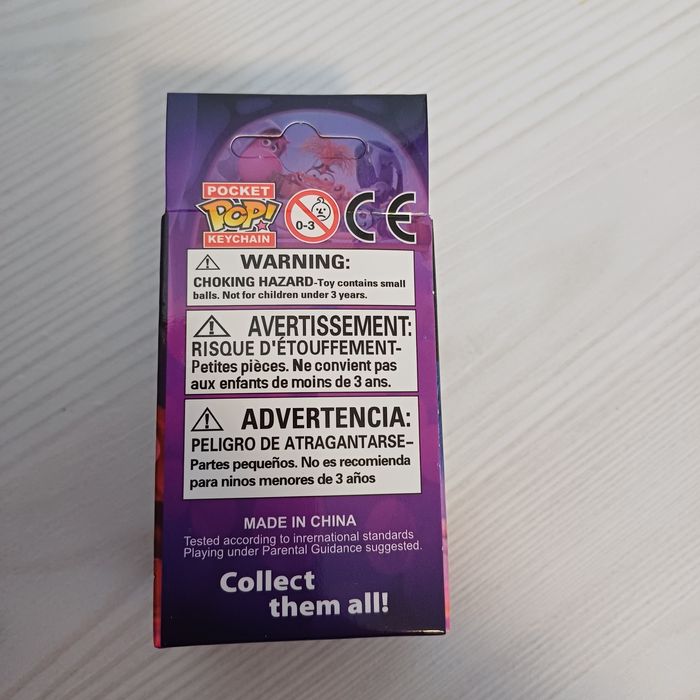 POCKET
POP!
KEYCHAIN
0-3
CE
WARNING:
CHOKING HAZARD-Toy contains small
balls. Not for children under 3 years.
AVERTISSEMENT:
RISQUE D'ÉTOUFFEMENT-
Petites pièces. Ne convient pas
aux enfants de moins de 3 ans.
ADVERTENCIA:
PELIGRO DE ATRAGANTARSE-
Partes pequeños. No es recomienda
para ninos menores de 3 años
MADE IN CHINA
Tested according to inrernational standards
Playing under Parental Guidance suggested.
Collect
them all!